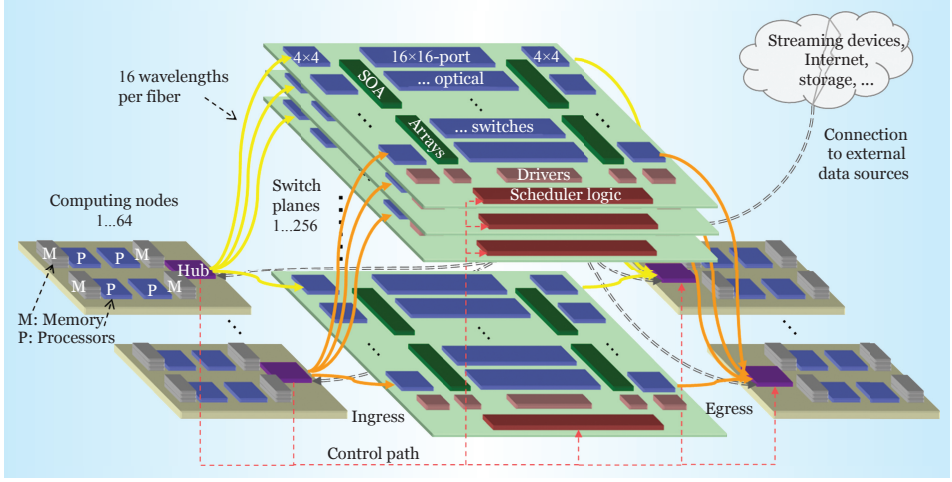 4×4
16×16-port
4×4
Streaming devices,
Internet,
storage, ...
16 wavelengths
per fiber
SOA
... optical
...
Arrays
... switches
Connection
to external
data sources
Drivers
Scheduler logic
Computing nodes
1...64
Switch
planes
1...256
M
P
P
M
Hub
M
P
P
M
M: Memory
P: Processors
Ingress
Egress
Control path